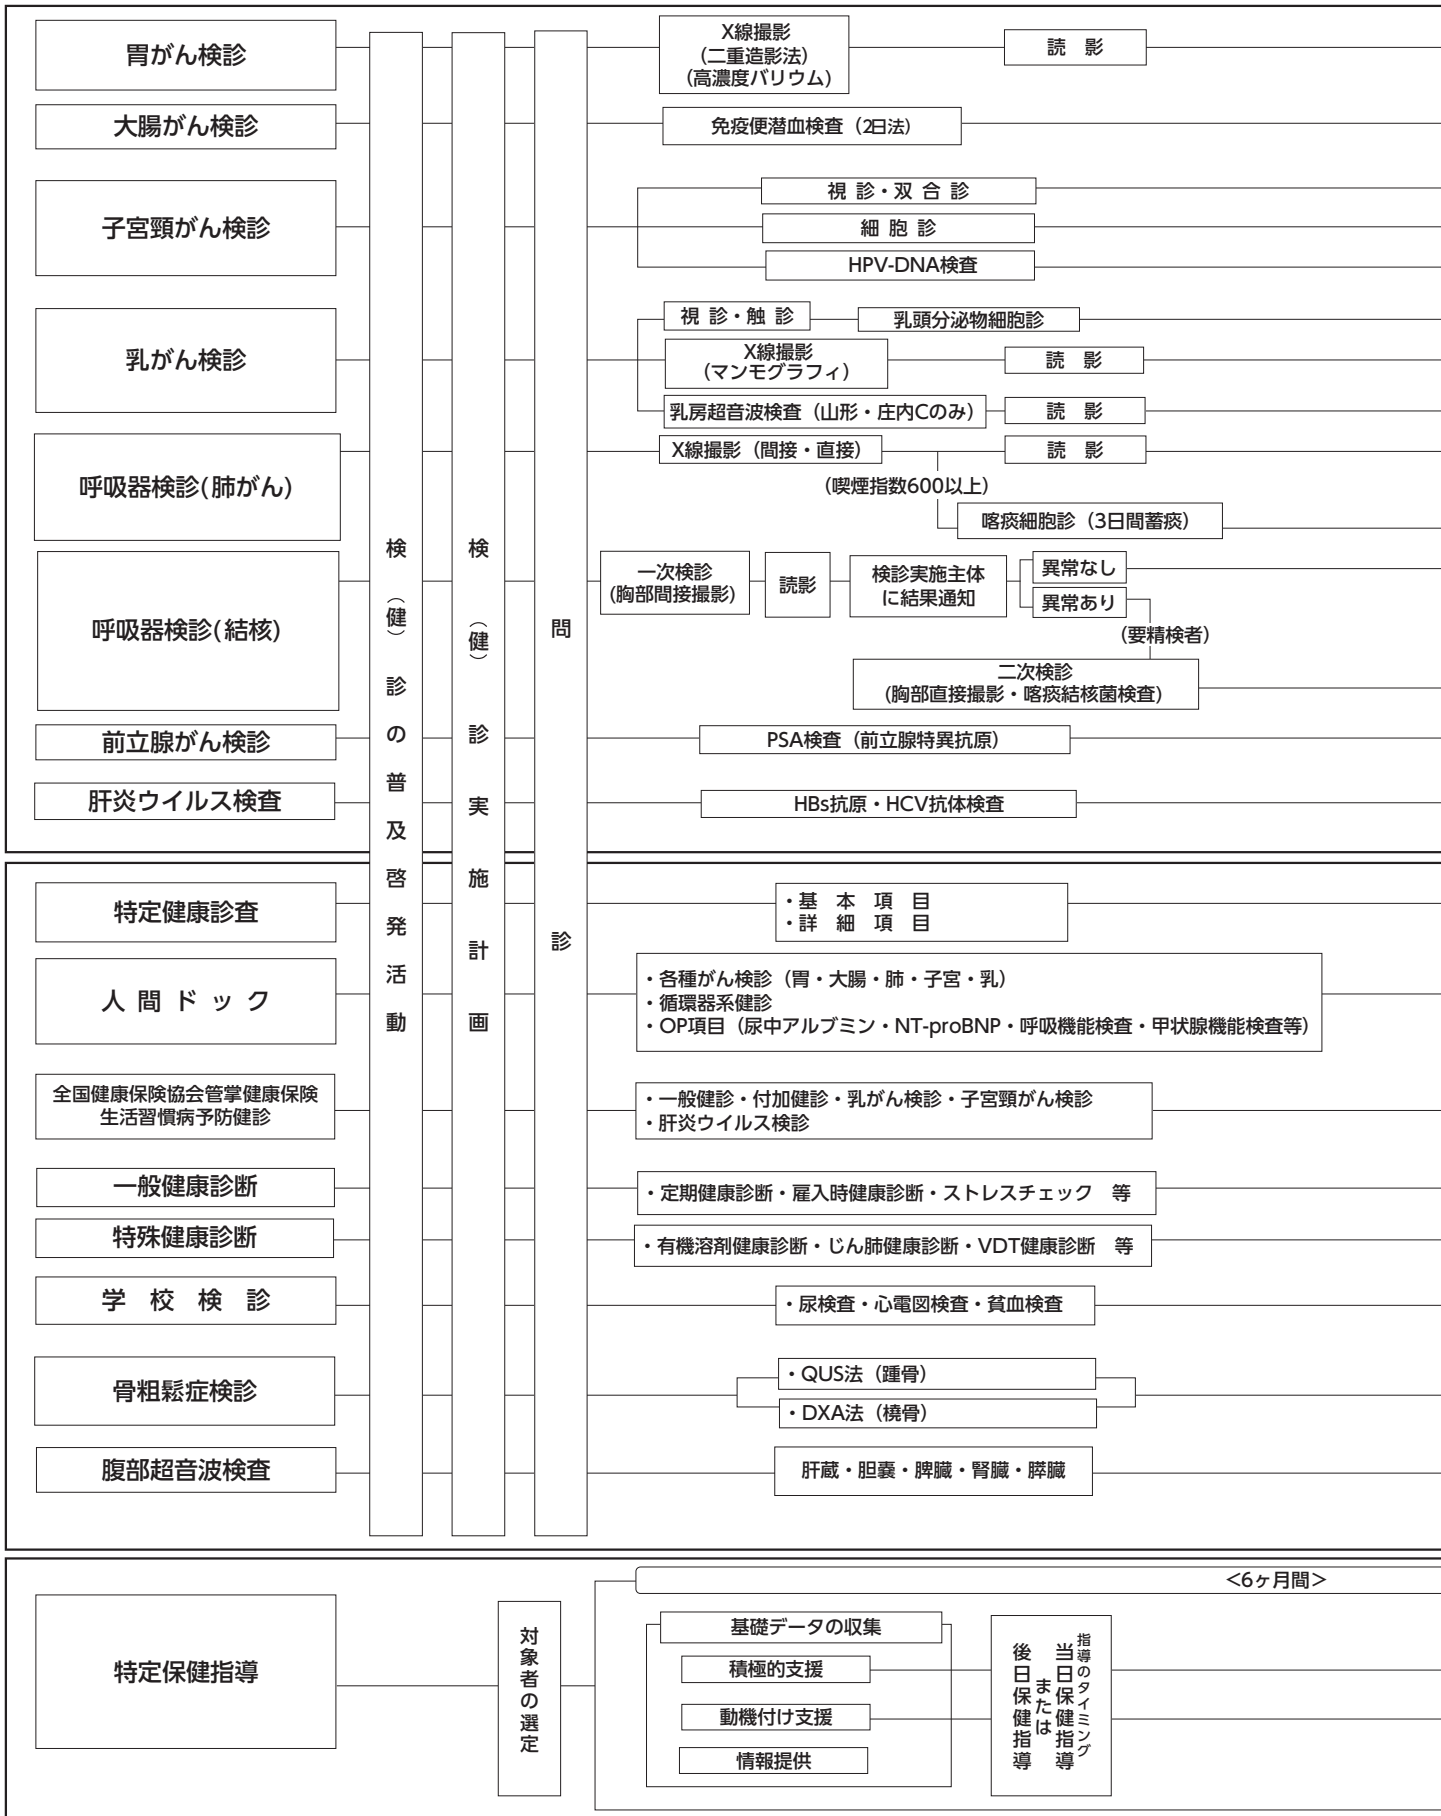 胃がん検診
X線撮影
(二重造影法)
(高濃度バリウム)
読　影
大腸がん検診
免疫便潜血検査（2日法）
子宮頸がん検診
視 診・双 合 診
細 胞 診
HPV-DNA検査
乳がん検診
視 診・触 診
乳頭分泌物細胞診
X線撮影
（マンモグラフィ）
読　影
乳房超音波検査（山形・庄内Cのみ）
読　影
呼吸器検診(肺がん)
X線撮影（間接・直接）
読　影
（喫煙指数600以上）
喀痰細胞診（3日間蓄痰）
呼吸器検診(結核)
一次検診
(胸部間接撮影)
読影
検診実施主体
に結果通知
異常なし
異常あり
（要精検者）
二次検診
(胸部直接撮影・喀痰結核菌検査)
前立腺がん検診
PSA検査（前立腺特異抗原）
肝炎ウイルス検査
HBs抗原・HCV抗体検査
検（健）診の普及啓発活動
検（健）診実施計画
問診
特定健康診査
・基　本　項　目
・詳　細　項　目
人 間 ド ッ ク
・各種がん検診（胃・大腸・肺・子宮・乳）
・循環器系健診
・OP項目（尿中アルブミン・NT-proBNP・呼吸機能検査・甲状腺機能検査等）
全国健康保険協会管掌健康保険
生活習慣病予防健診
・一般健診・付加健診・乳がん検診・子宮頸がん検診
・肝炎ウイルス検診
一般健康診断
・定期健康診断・雇入時健康診断・ストレスチェック　等
特殊健康診断
・有機溶剤健康診断・じん肺健康診断・VDT健康診断　等
学　校　検　診
・尿検査・心電図検査・貧血検査
骨粗鬆症検診
・QUS法（踵骨）
・DXA法（橈骨）
腹部超音波検査
肝蔵・胆嚢・脾臓・腎臓・膵臓
<6ヶ月間>
特定保健指導
対象者の選定
基礎データの収集
積極的支援
動機付け支援
情報提供
指導のタイミング
当日保健指導
または
後日保健指導